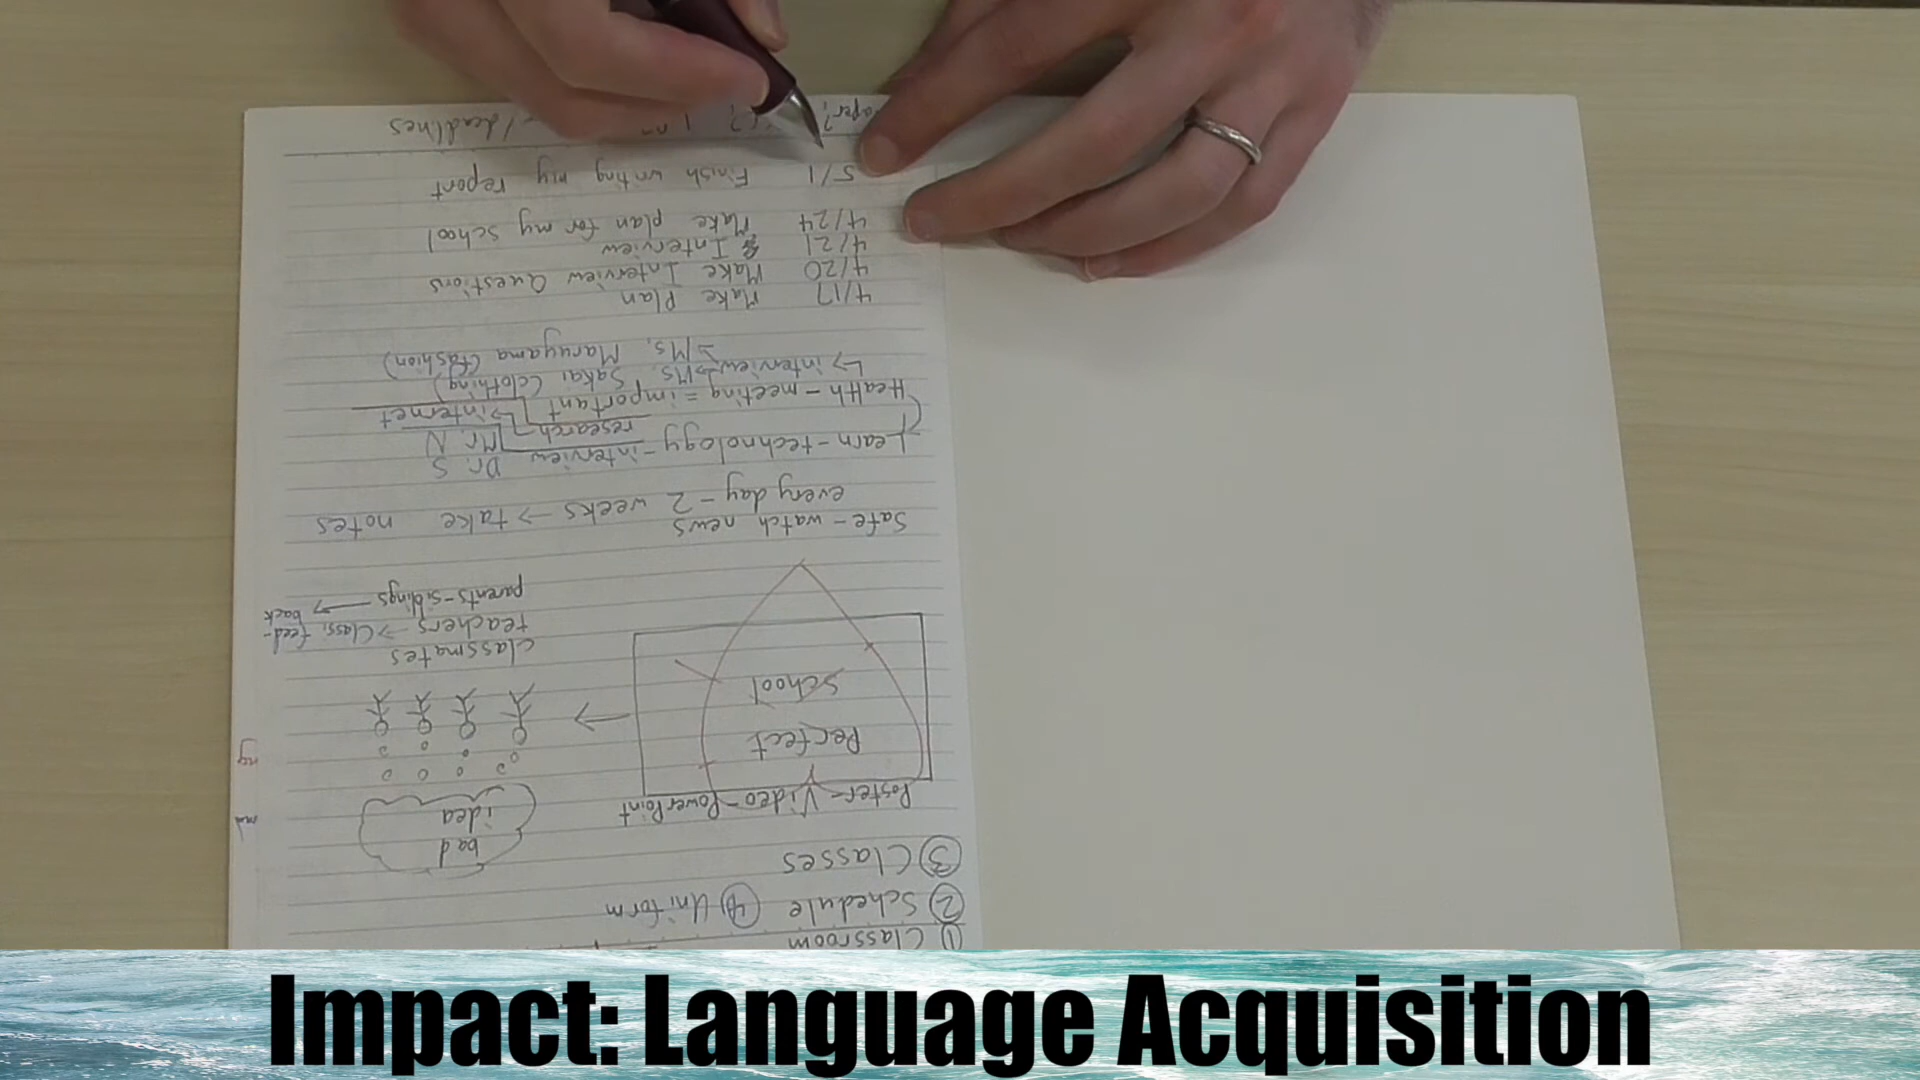 ① Classroom
② Schedule ④ Uniform
③ Classes
Poster - Video - PowerPoint
Perfect
School
bad
idea
classmates
teachers → Class, feed-
back
parents-siblings →
Safe - watch news
every day - 2 weeks → take notes
Learn - technology - interview Dr. S
Mr. N
research
↳ internet
Health - meeting = important
↳ interview → Ms. Sakai (clothing)
→ Ms. Maruyama (fashion)
4/17 Make Plan
4/20 Make Interview Questions
4/21 Interview
4/24 Make plan for my school
5/1 Finish writing my report
/deadlines
Impact: Language Acquisition